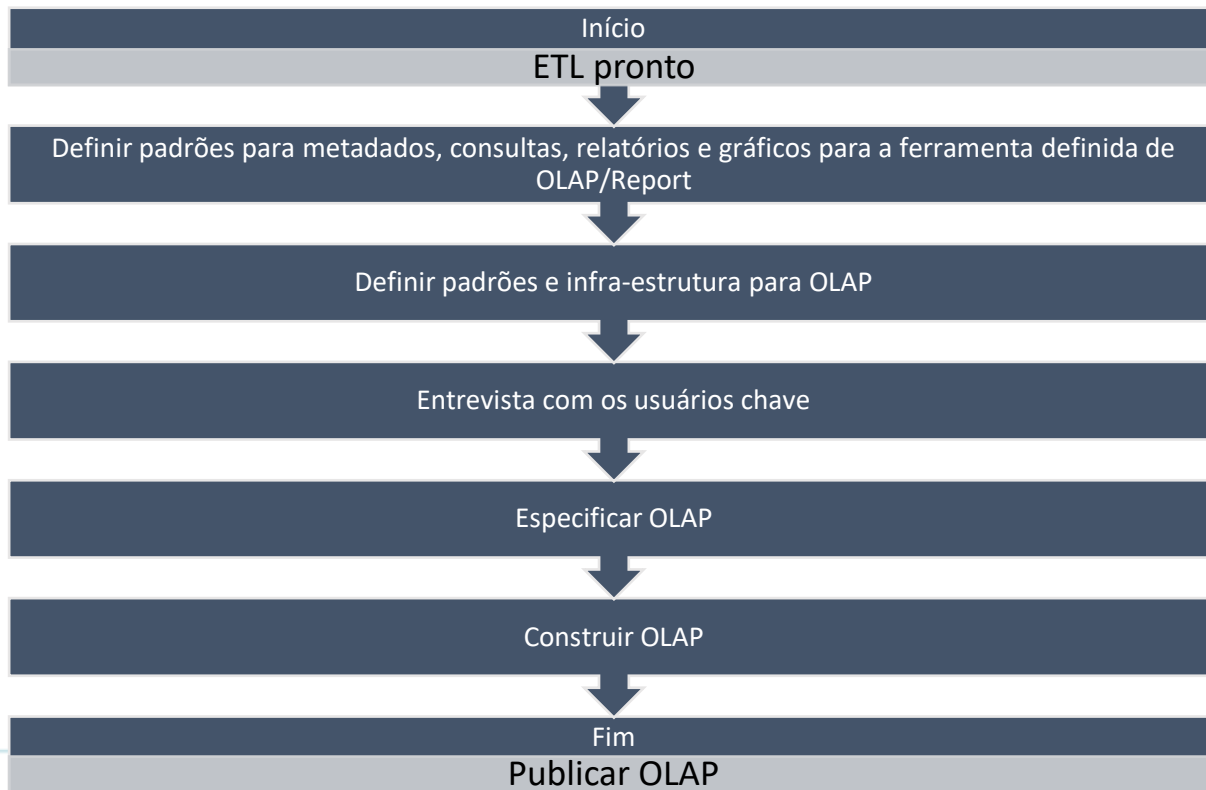 Início
ETL pronto
Definir padrões para metadados, consultas, relatórios e gráficos para a ferramenta definida de
OLAP/Report
Definir padrões e infra-estrutura para OLAP
Entrevista com os usuários chave
Especificar OLAP
Construir OLAP
Fim
Publicar OLAP